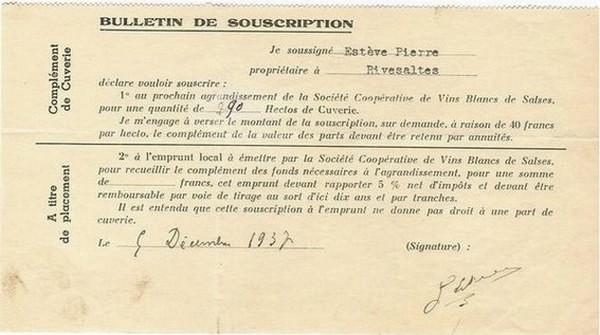 BULLETIN DE SOUSCRIPTION
Complément
de Cuverie
Je soussigné Estève Pierre
propriétaire à Rivesaltes
déclare vouloir souscrire :
1° au prochain agrandissement de la Société Coopérative de Vins Blancs de Salses,
pour une quantité de 90 Hectos de Cuverie.
Je m'engage à verser le montant de la souscription, sur demande, à raison de 40 francs
par hecto, le complément de la valeur des parts devant être retenu par annuités.
A titre
de placement
2° à l'emprunt local à émettre par la Société Coopérative de Vins Blancs de Salses,
pour recueillir le complément des fonds nécessaires à l'agrandissement, pour une somme
de francs, cet emprunt devant rapporter 5 % net d'impôts et devant être
remboursable par voie de tirage au sort d'ici dix ans et par tranches.
Il est entendu que cette souscription à l'emprunt ne donne pas droit à une part de
cuverie.
Le 5 Décembre 1937
(Signature) :